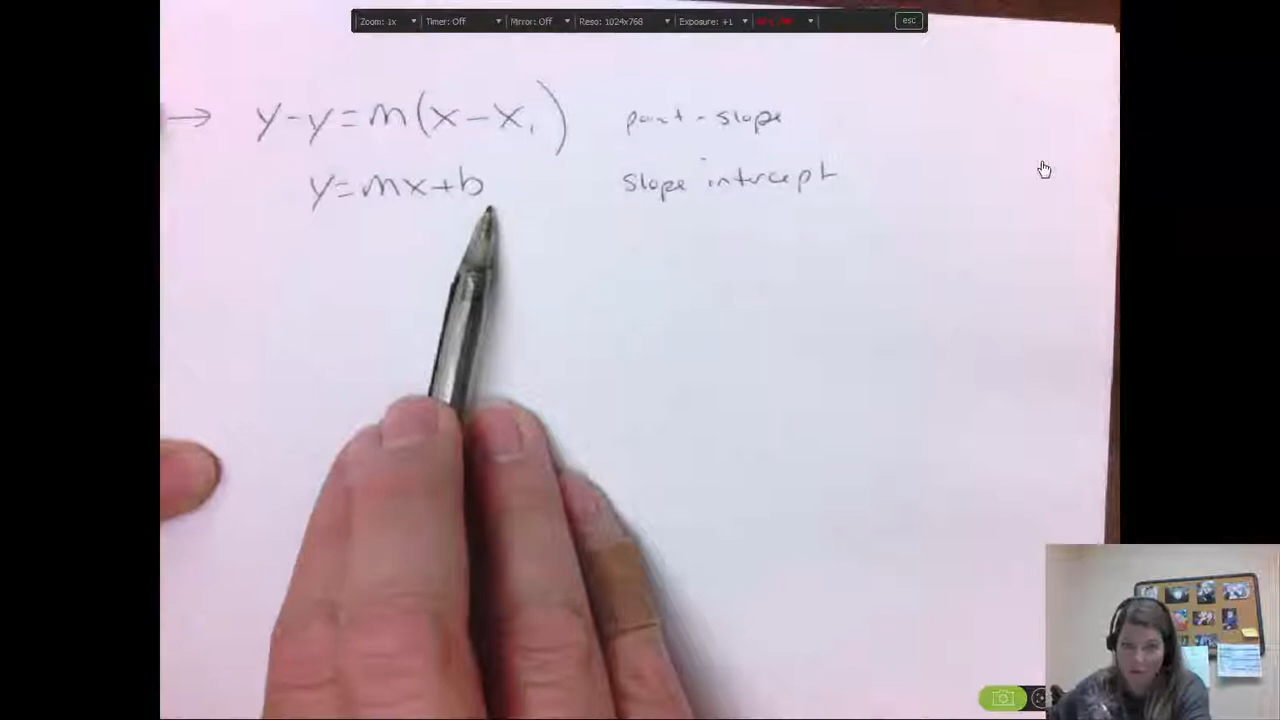 Zoom: 1x Timer: Off Mirror: Off Reso: 1024x768 Exposure: +1 esc
→ y-y=m(x-x₁) point-slope
y=mx+b slope intercept